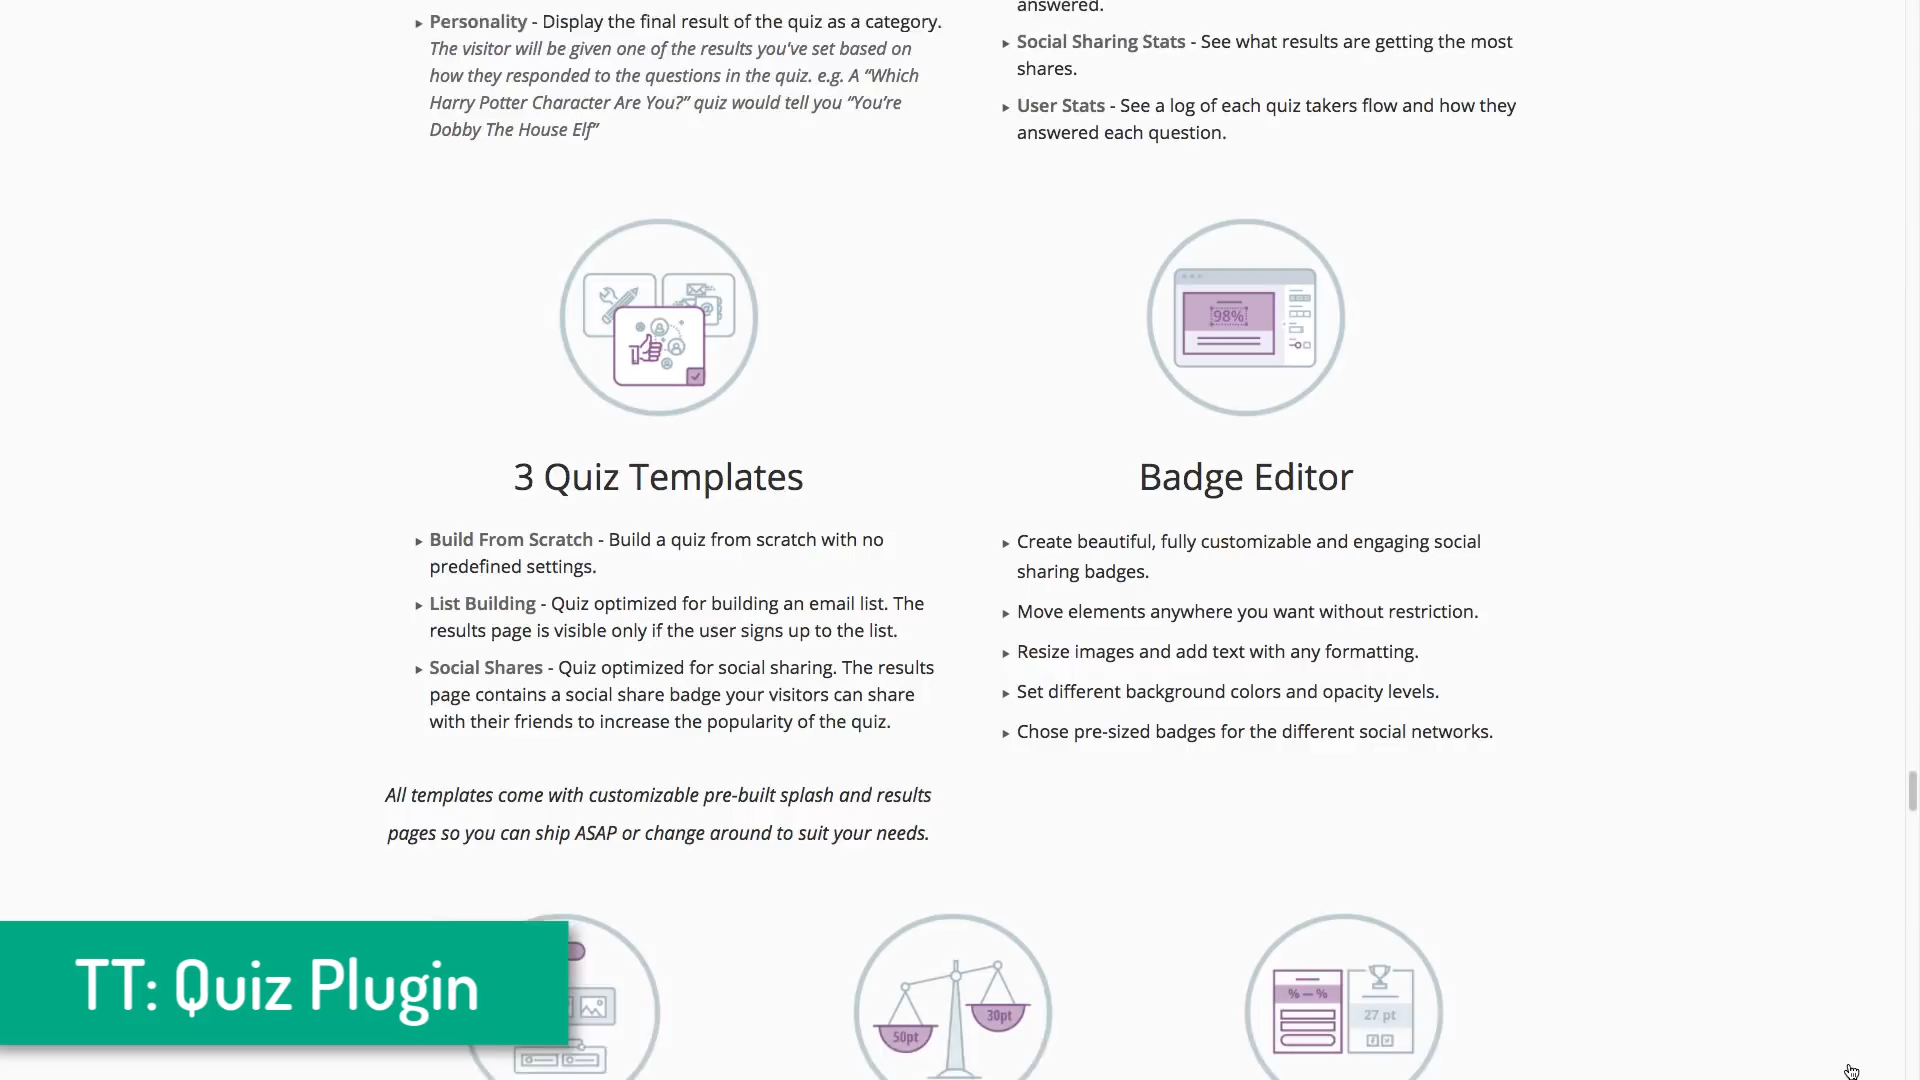 ▸ Personality - Display the final result of the quiz as a category.
The visitor will be given one of the results you've set based on
how they responded to the questions in the quiz. e.g. A “Which
Harry Potter Character Are You?” quiz would tell you “You’re
Dobby The House Elf”
answered.
▸ Social Sharing Stats - See what results are getting the most
shares.
▸ User Stats - See a log of each quiz takers flow and how they
answered each question.
98%
3 Quiz Templates
▸ Build From Scratch - Build a quiz from scratch with no
predefined settings.
▸ List Building - Quiz optimized for building an email list. The
results page is visible only if the user signs up to the list.
▸ Social Shares - Quiz optimized for social sharing. The results
page contains a social share badge your visitors can share
with their friends to increase the popularity of the quiz.
All templates come with customizable pre-built splash and results
pages so you can ship ASAP or change around to suit your needs.
Badge Editor
▸ Create beautiful, fully customizable and engaging social
sharing badges.
▸ Move elements anywhere you want without restriction.
▸ Resize images and add text with any formatting.
▸ Set different background colors and opacity levels.
▸ Chose pre-sized badges for the different social networks.
TT: Quiz Plugin
50pt
30pt
% — %
27 pt